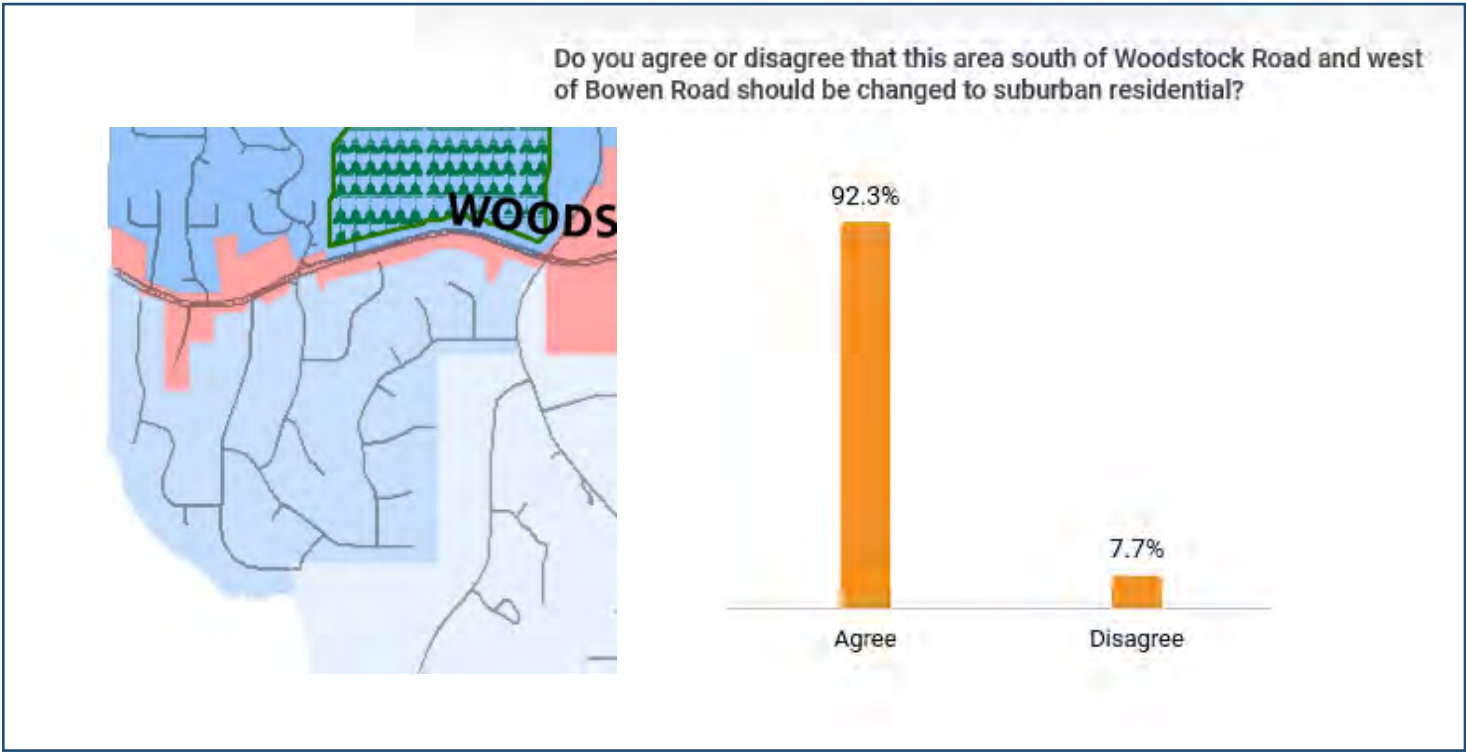 Do you agree or disagree that this area south of Woodstock Road and west
of Bowen Road should be changed to suburban residential?
WOODS
92.3%
7.7%
Agree
Disagree